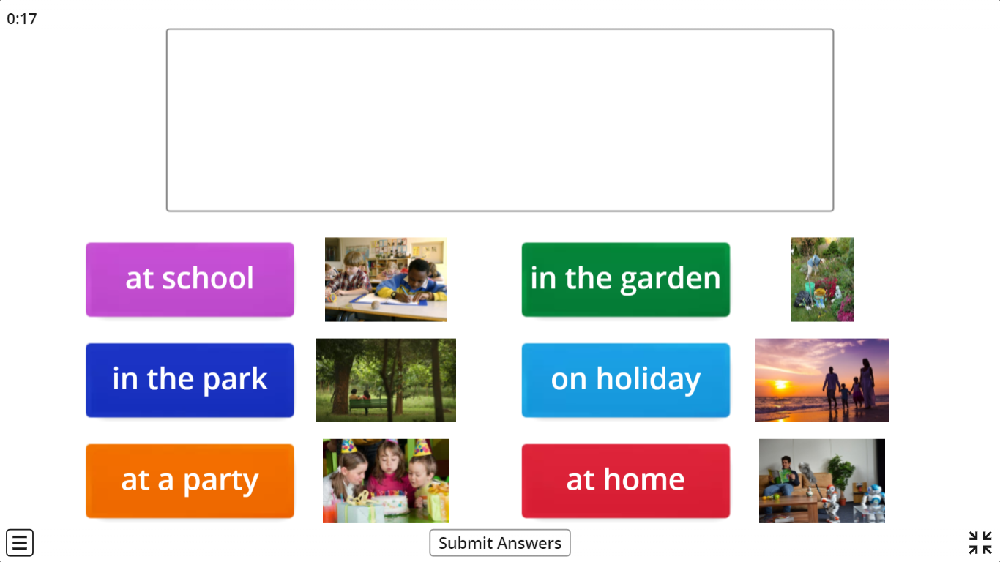 0:17
at school
in the garden
in the park
on holiday
at a party
at home
Submit Answers